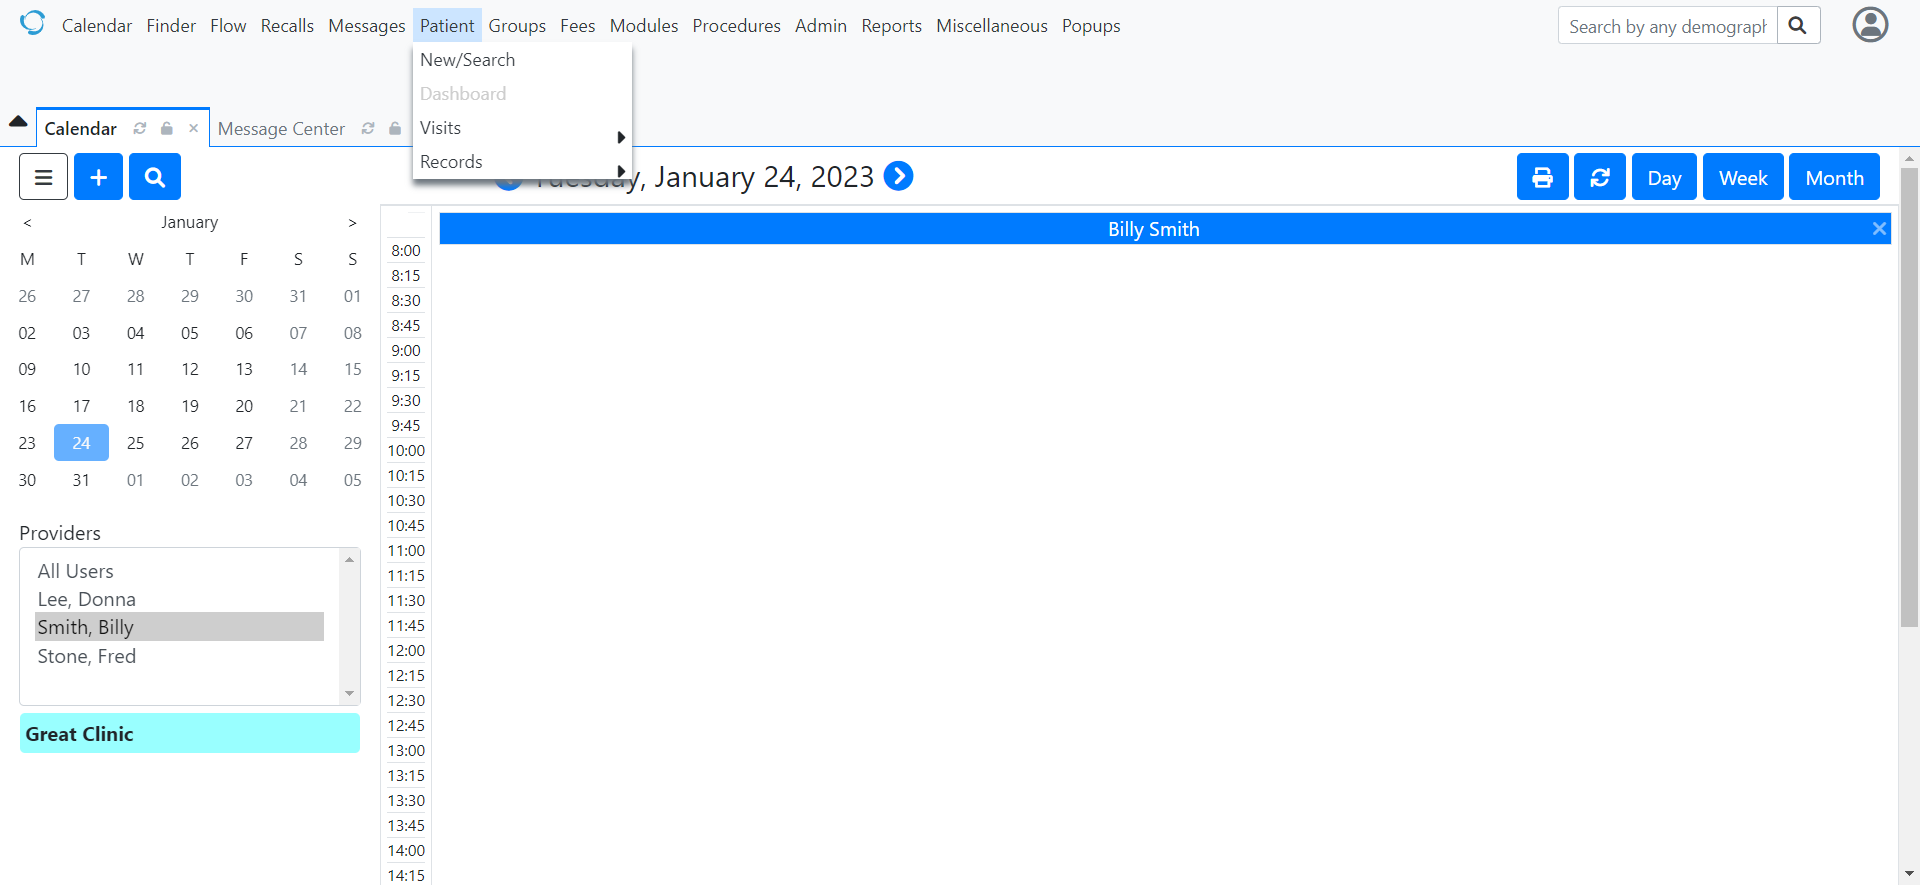 Calendar Finder Flow Recalls Messages Patient Groups Fees Modules Procedures Admin Reports Miscellaneous Popups
Search by any demograph
New/Search
Dashboard
Visits
Records
Calendar
Message Center
January 24, 2023
Day
Week
Month
< January >
M T W T F S S
26 27 28 29 30 31 01
02 03 04 05 06 07 08
09 10 11 12 13 14 15
16 17 18 19 20 21 22
23 24 25 26 27 28 29
30 31 01 02 03 04 05
Providers
All Users
Lee, Donna
Smith, Billy
Stone, Fred
Great Clinic
Billy Smith
8:00
8:15
8:30
8:45
9:00
9:15
9:30
9:45
10:00
10:15
10:30
10:45
11:00
11:15
11:30
11:45
12:00
12:15
12:30
12:45
13:00
13:15
13:30
13:45
14:00
14:15